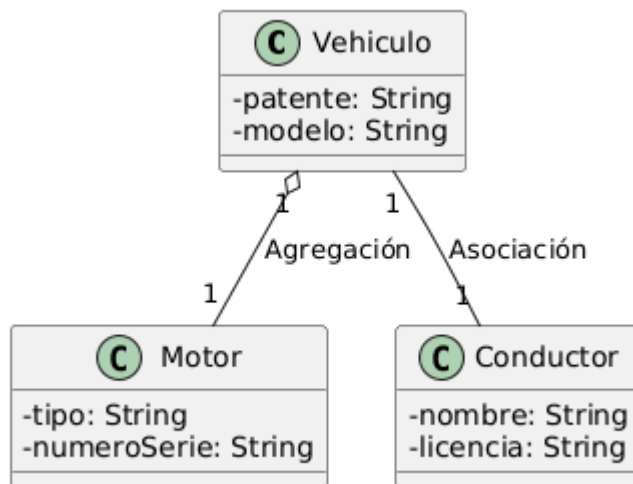 C Vehiculo
-patente: String
-modelo: String
1 1
Agregación Asociación
1 1
C Motor
-tipo: String
-numeroSerie: String
C Conductor
-nombre: String
-licencia: String